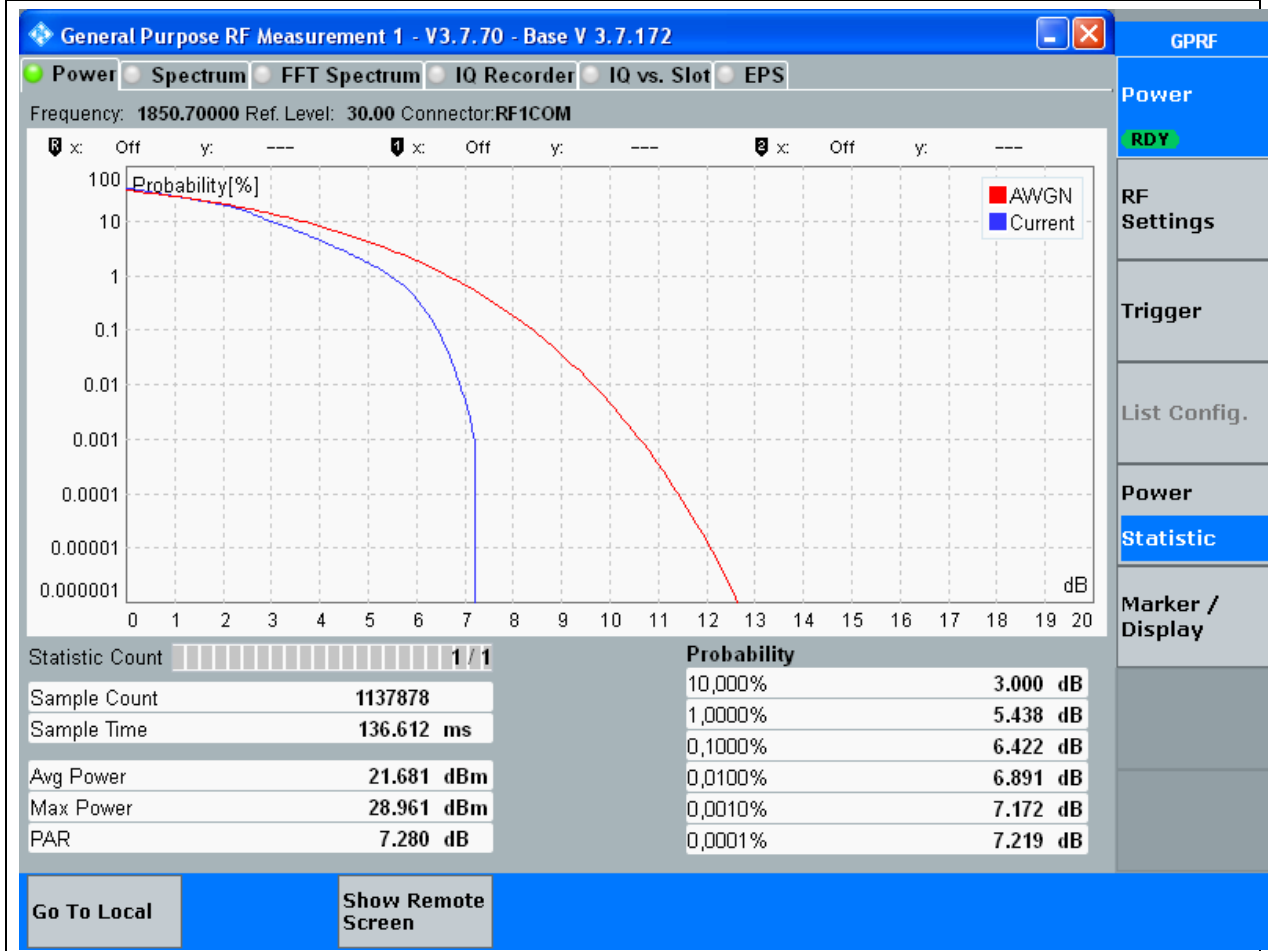 General Purpose RF Measurement 1 - V3.7.70 - Base V 3.7.172
Power Spectrum FFT Spectrum IQ Recorder IQ vs. Slot EPS
Frequency: 1850.70000 Ref. Level: 30.00 Connector:RF1COM
R x: Off y: --- 1 x: Off y: --- 2 x: Off y: ---
Probability[%]
100
10
1
0.1
0.01
0.001
0.0001
0.00001
0.000001
AWGN
Current
dB
0 1 2 3 4 5 6 7 8 9 10 11 12 13 14 15 16 17 18 19 20
Statistic Count 1 / 1
Sample Count 1137878
Sample Time 136.612 ms
Avg Power 21.681 dBm
Max Power 28.961 dBm
PAR 7.280 dB
Probability
10,000% 3.000 dB
1,0000% 5.438 dB
0,1000% 6.422 dB
0,0100% 6.891 dB
0,0010% 7.172 dB
0,0001% 7.219 dB
GPRF
Power
RDY
RF
Settings
Trigger
List Config.
Power
Statistic
Marker /
Display
Go To Local
Show Remote
Screen